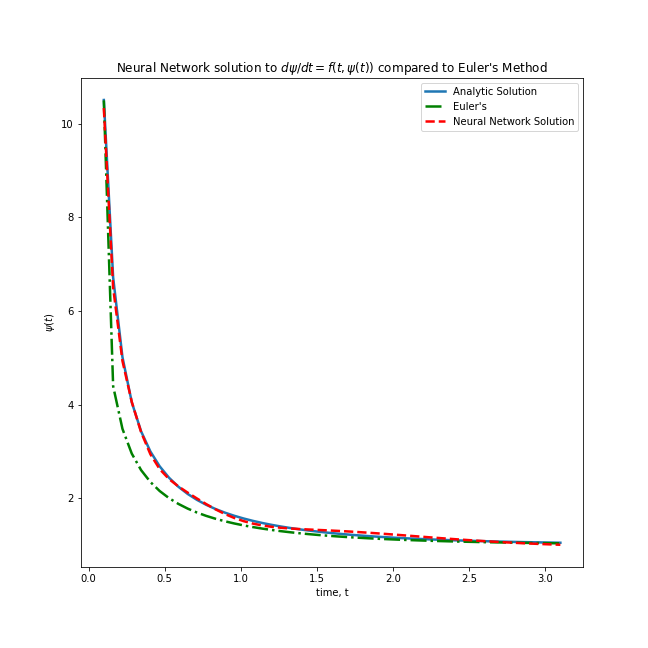 Neural Network solution to dψ/dt = f(t, ψ(t)) compared to Euler's Method
Analytic Solution
Euler's
Neural Network Solution
10
8
6
4
2
ψ(t)
0.0 0.5 1.0 1.5 2.0 2.5 3.0
time, t